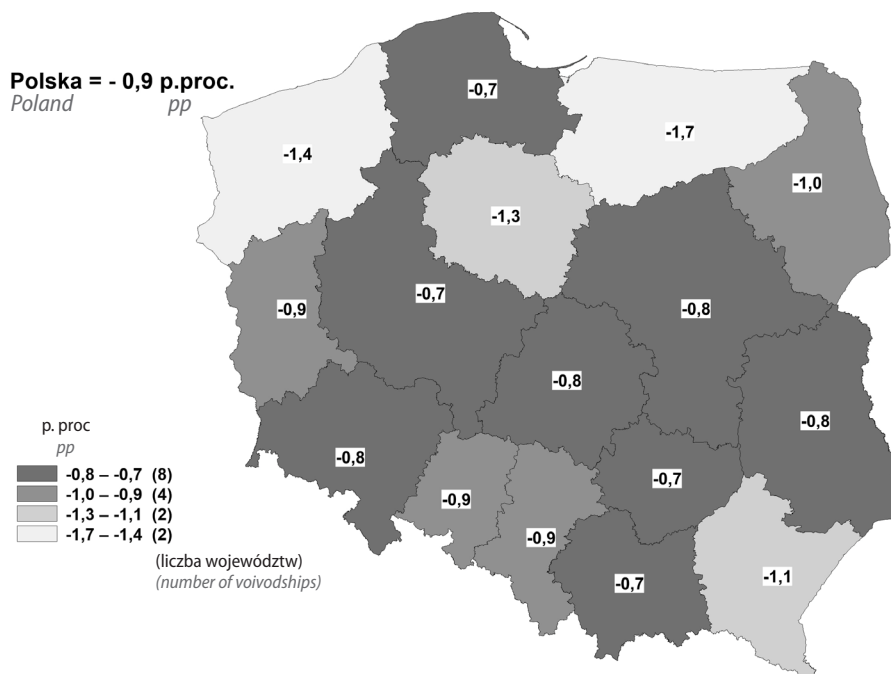 Polska = - 0,9 p.proc.
Poland pp
-0,7
-1,7
-1,4
-1,0
-1,3
-0,7
-0,9
-0,8
-0,8
-0,8
-0,8
-0,7
-0,9
-0,9
-0,7
-1,1
p. proc
pp
-0,8 – -0,7 (8)
-1,0 – -0,9 (4)
-1,3 – -1,1 (2)
-1,7 – -1,4 (2)
(liczba województw)
(number of voivodships)